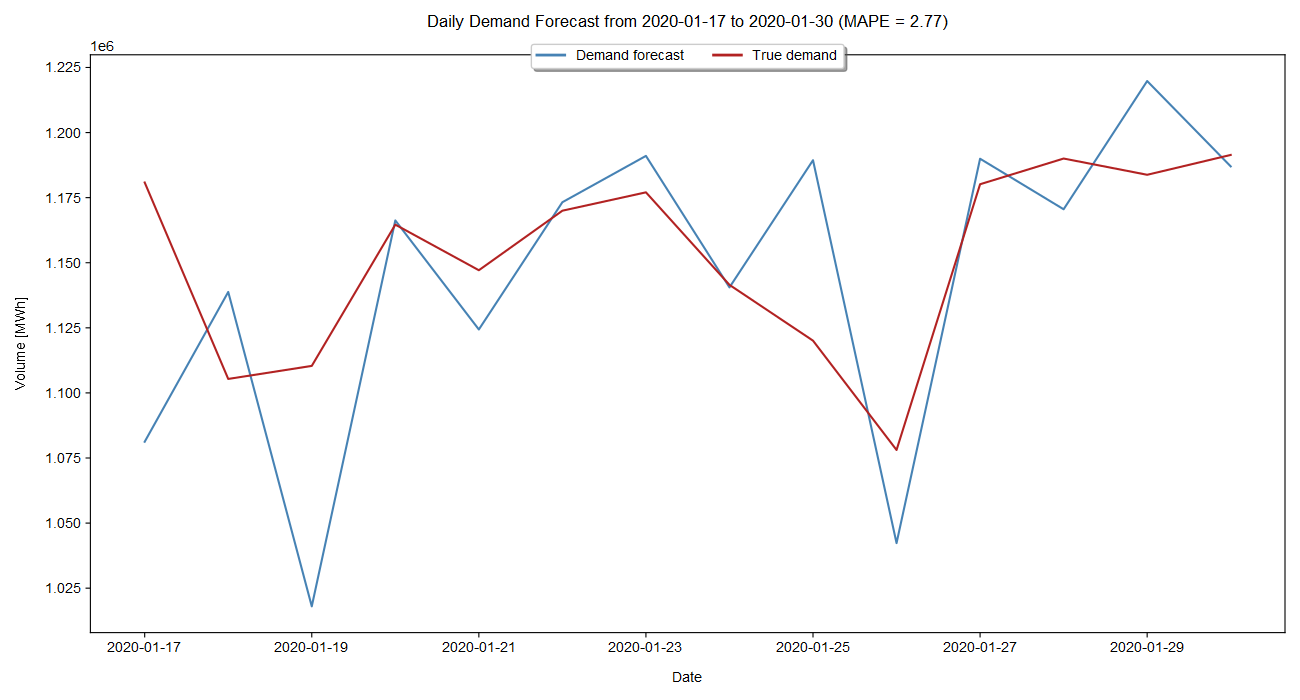 Daily Demand Forecast from 2020-01-17 to 2020-01-30 (MAPE = 2.77)
1e6
Demand forecast True demand
1.225
1.200
1.175
1.150
1.125
1.100
1.075
1.050
1.025
Volume [MWh]
2020-01-17 2020-01-19 2020-01-21 2020-01-23 2020-01-25 2020-01-27 2020-01-29
Date